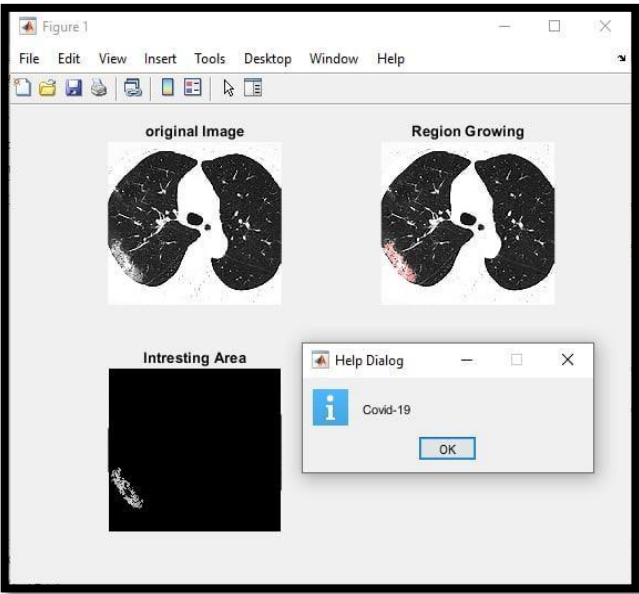 Figure 1
File Edit View Insert Tools Desktop Window Help
original Image
Region Growing
Intresting Area
Help Dialog
Covid-19
OK